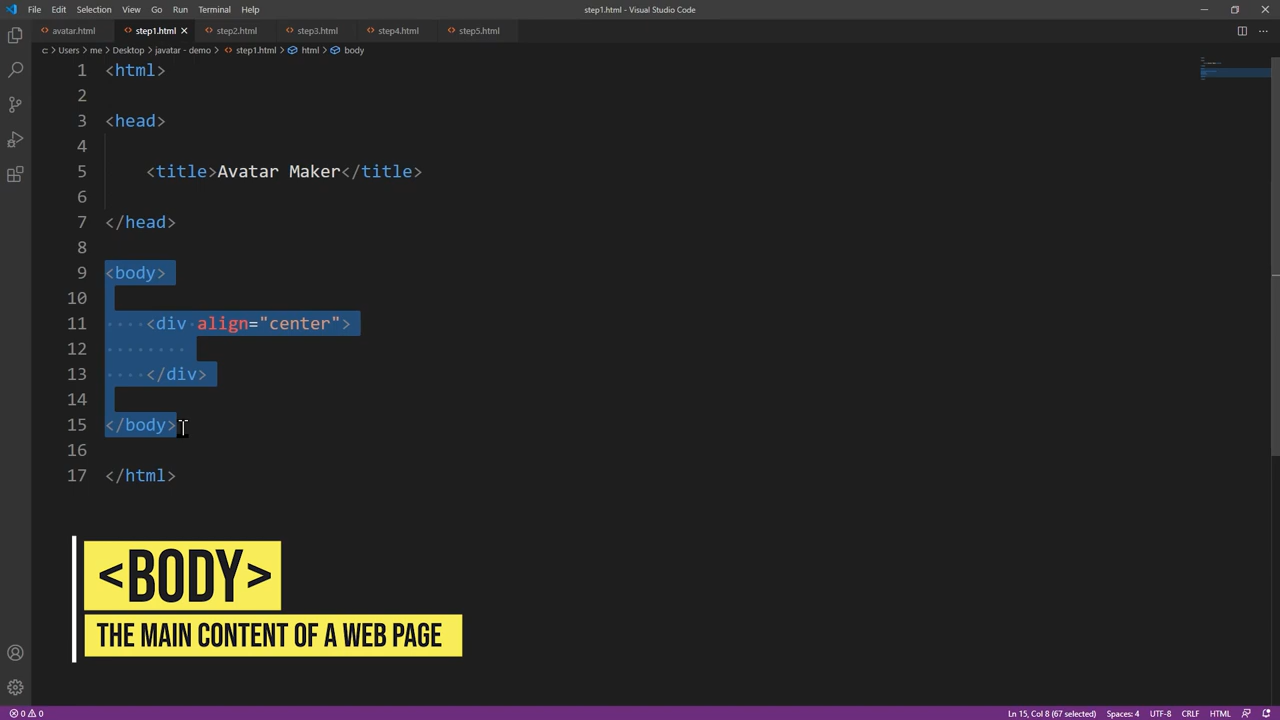 File Edit Selection View Go Run Terminal Help
step1.html - Visual Studio Code
avatar.html step1.html step2.html step3.html step4.html step5.html
c: > Users > me > Desktop > javatar - demo > step1.html > html > body
1 <html>
2
3 <head>
4
5 <title>Avatar Maker</title>
6
7 </head>
8
9 <body>
10
11 <div align="center">
12
13 </div>
14
15 </body>
16
17 </html>
<BODY>
THE MAIN CONTENT OF A WEB PAGE
0 0
Ln 15, Col 8 (67 selected) Spaces: 4 UTF-8 CRLF HTML